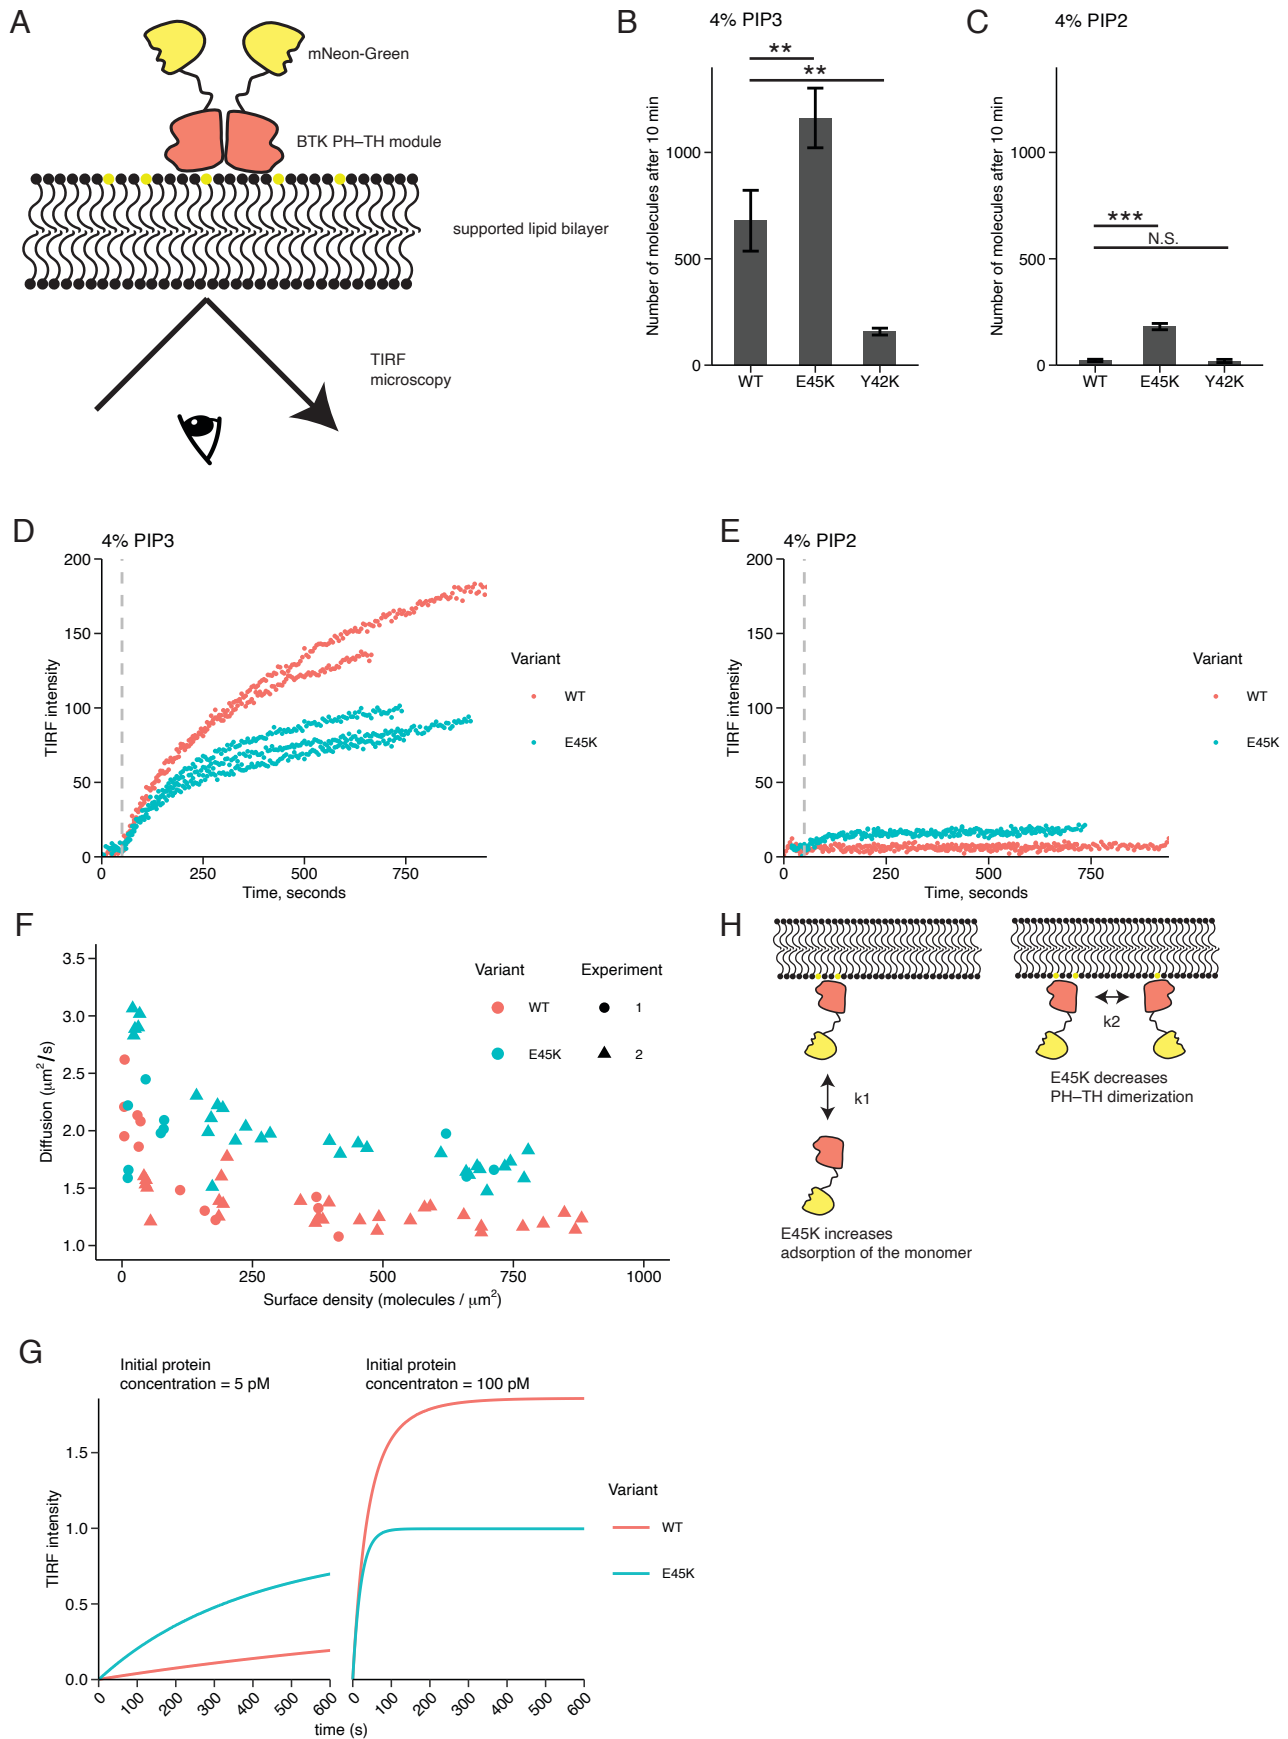 A
mNeon-Green
BTK PH–TH module
supported lipid bilayer
TIRF
microscopy
B
4% PIP3
**
**
Number of molecules after 10 min
1000
500
0
WT
E45K
Y42K
C
4% PIP2
***
N.S.
Number of molecules after 10 min
1000
500
0
WT
E45K
Y42K
D
4% PIP3
TIRF intensity
200
150
100
50
0
0
250
500
750
Time, seconds
Variant
WT
E45K
E
4% PIP2
TIRF intensity
200
150
100
50
0
0
250
500
750
Time, seconds
Variant
WT
E45K
F
Diffusion (μm²/s)
3.5
3.0
2.5
2.0
1.5
1.0
0
250
500
750
1000
Surface density (molecules / μm²)
Variant
WT
E45K
Experiment
1
2
H
k1
E45K increases
adsorption of the monomer
k2
E45K decreases
PH–TH dimerization
G
Initial protein
concentration = 5 pM
Initial protein
concentraton = 100 pM
TIRF intensity
1.5
1.0
0.5
0.0
0
100
200
300
400
500
600
0
100
200
300
400
500
600
time (s)
Variant
WT
E45K